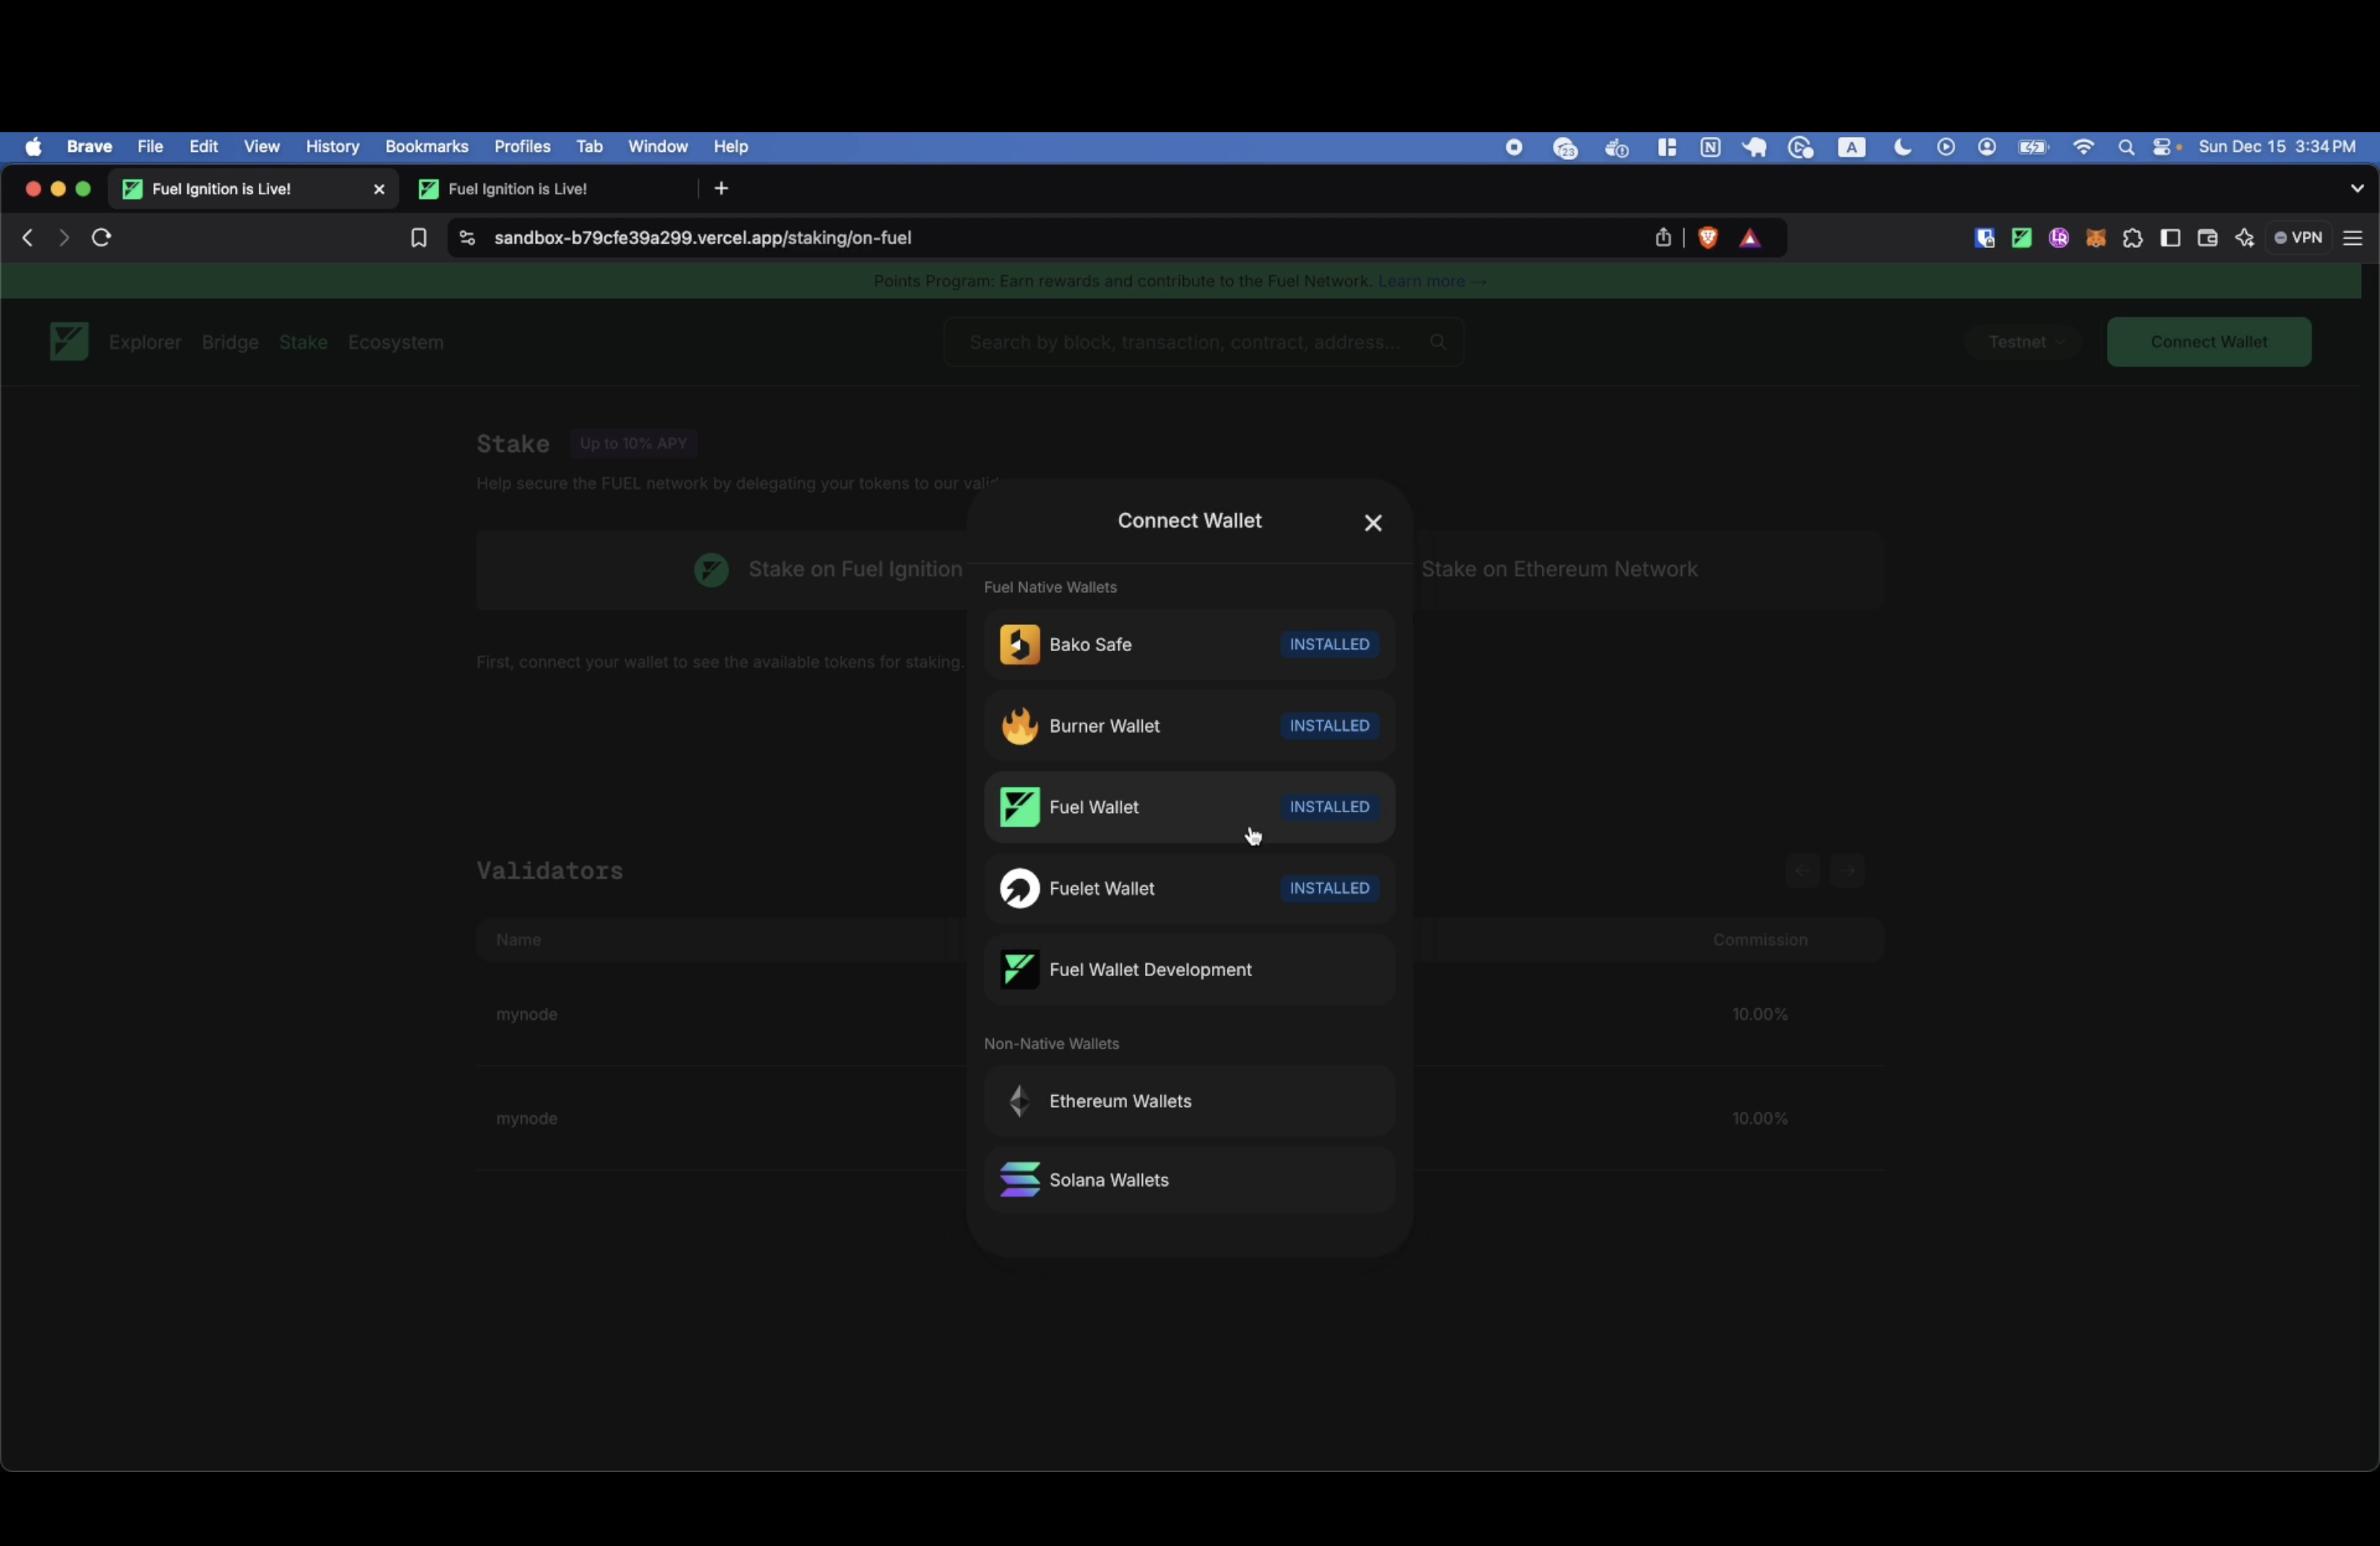 Brave File Edit View History Bookmarks Profiles Tab Window Help 23 N A Sun Dec 15 3:34 PM
Fuel Ignition is Live! Fuel Ignition is Live!
sandbox-b79cfe39a299.vercel.app/staking/on-fuel LR VPN
Points Program: Earn rewards and contribute to the Fuel Network. Learn more →
Explorer Bridge Stake Ecosystem Search by block, transaction, contract, address... Testnet Connect Wallet
Stake Up to 10% APY
Help secure the FUEL network by delegating your tokens to our valid
Stake on Fuel Ignition
Stake on Ethereum Network
First, connect your wallet to see the available tokens for staking.
Validators
Name Commission
mynode 10.00%
mynode 10.00%
Connect Wallet
Fuel Native Wallets
Bako Safe INSTALLED
Burner Wallet INSTALLED
Fuel Wallet INSTALLED
Fuelet Wallet INSTALLED
Fuel Wallet Development
Non-Native Wallets
Ethereum Wallets
Solana Wallets